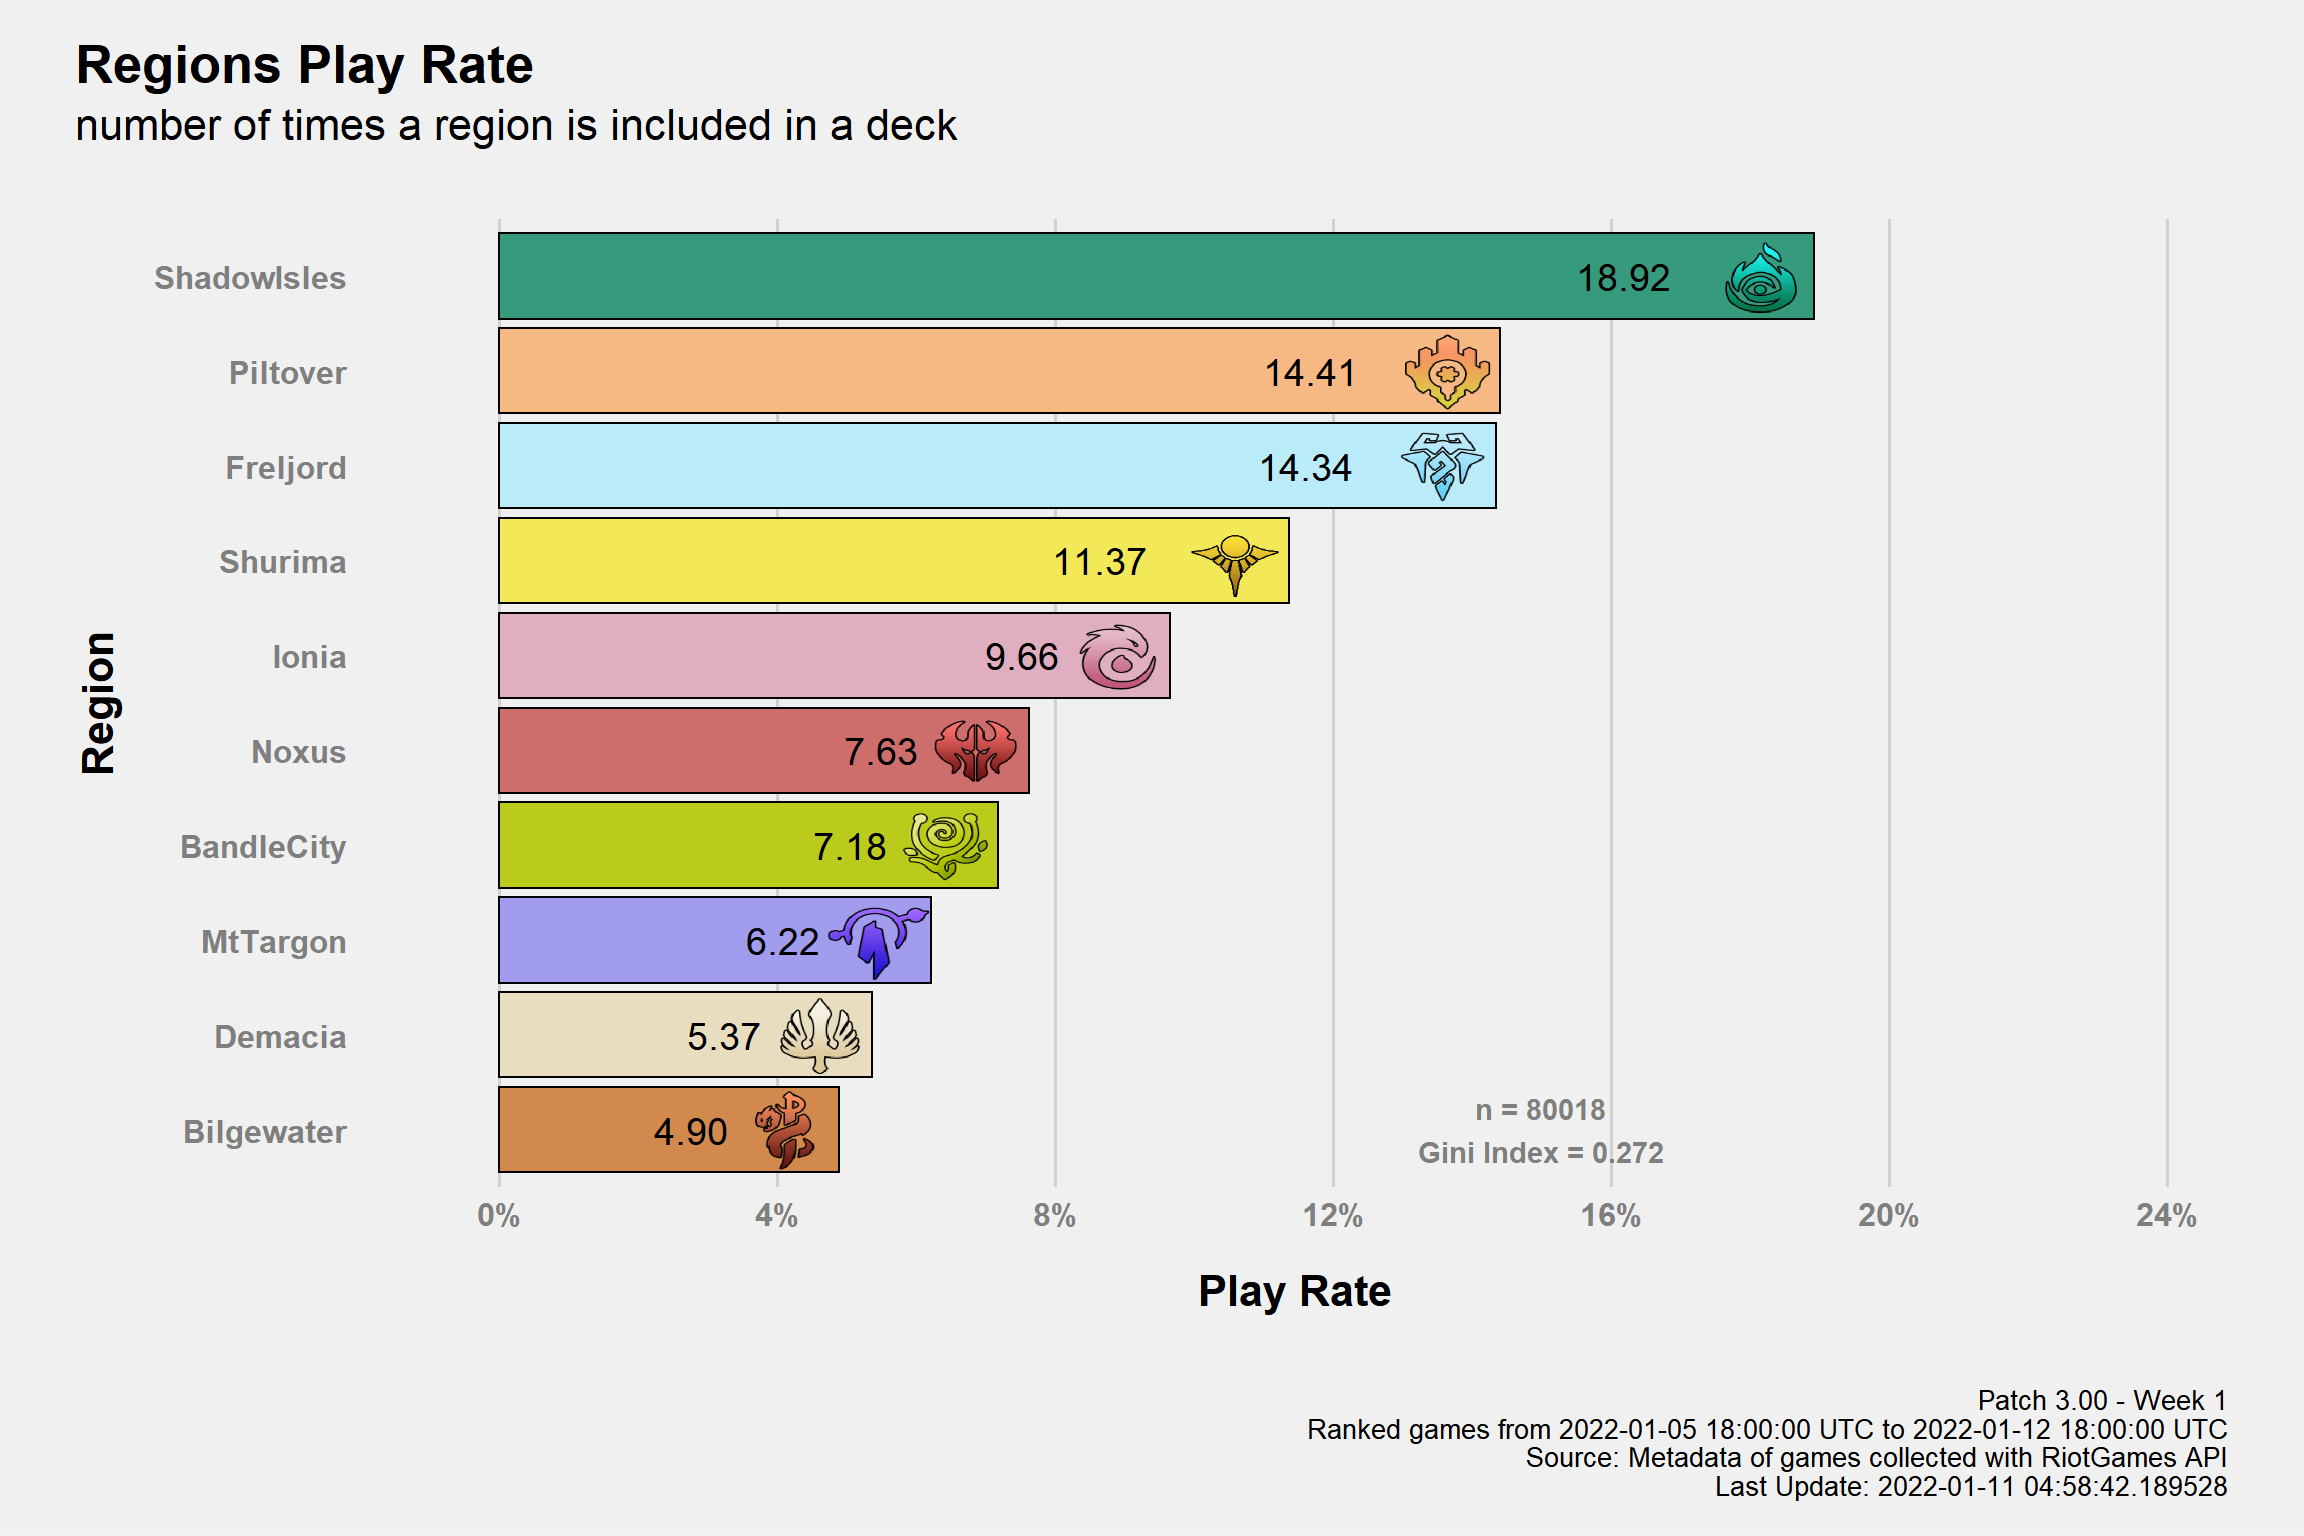 Regions Play Rate
number of times a region is included in a deck
ShadowIsles
18.92
Piltover
14.41
Freljord
14.34
Shurima
11.37
Ionia
9.66
Noxus
7.63
BandleCity
7.18
MtTargon
6.22
Demacia
5.37
Bilgewater
4.90
Region
n = 80018
Gini Index = 0.272
0% 4% 8% 12% 16% 20% 24%
Play Rate
Patch 3.00 - Week 1
Ranked games from 2022-01-05 18:00:00 UTC to 2022-01-12 18:00:00 UTC
Source: Metadata of games collected with RiotGames API
Last Update: 2022-01-11 04:58:42.189528